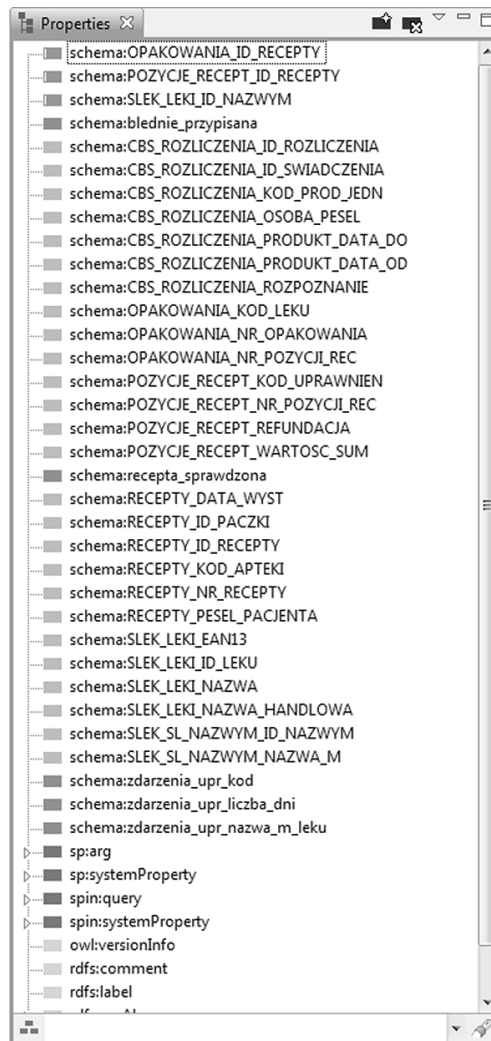 Properties
schema:OPAKOWANIA_ID_RECEPTY
schema:POZYCJE_RECEPT_ID_RECEPTY
schema:SLEK_LEKI_ID_NAZWYM
schema:blednie_przypisana
schema:CBS_ROZLICZENIA_ID_ROZLICZENIA
schema:CBS_ROZLICZENIA_ID_SWIADCZENIA
schema:CBS_ROZLICZENIA_KOD_PROD_JEDN
schema:CBS_ROZLICZENIA_OSOBA_PESEL
schema:CBS_ROZLICZENIA_PRODUKT_DATA_DO
schema:CBS_ROZLICZENIA_PRODUKT_DATA_OD
schema:CBS_ROZLICZENIA_ROZPOZNANIE
schema:OPAKOWANIA_KOD_LEKU
schema:OPAKOWANIA_NR_OPAKOWANIA
schema:OPAKOWANIA_NR_POZYCJI_REC
schema:POZYCJE_RECEPT_KOD_UPRAWNIEN
schema:POZYCJE_RECEPT_NR_POZYCJI_REC
schema:POZYCJE_RECEPT_REFUNDACJA
schema:POZYCJE_RECEPT_WARTOSC_SUM
schema:recepta_sprawdzona
schema:RECEPTY_DATA_WYST
schema:RECEPTY_ID_PACZKI
schema:RECEPTY_ID_RECEPTY
schema:RECEPTY_KOD_APTEKI
schema:RECEPTY_NR_RECEPTY
schema:RECEPTY_PESEL_PACJENTA
schema:SLEK_LEKI_EAN13
schema:SLEK_LEKI_ID_LEKU
schema:SLEK_LEKI_NAZWA
schema:SLEK_LEKI_NAZWA_HANDLOWA
schema:SLEK_SL_NAZWYM_ID_NAZWYM
schema:SLEK_SL_NAZWYM_NAZWA_M
schema:zdarzenia_upr_kod
schema:zdarzenia_upr_liczba_dni
schema:zdarzenia_upr_nazwa_m_leku
sp:arg
sp:systemProperty
spin:query
spin:systemProperty
owl:versionInfo
rdfs:comment
rdfs:label